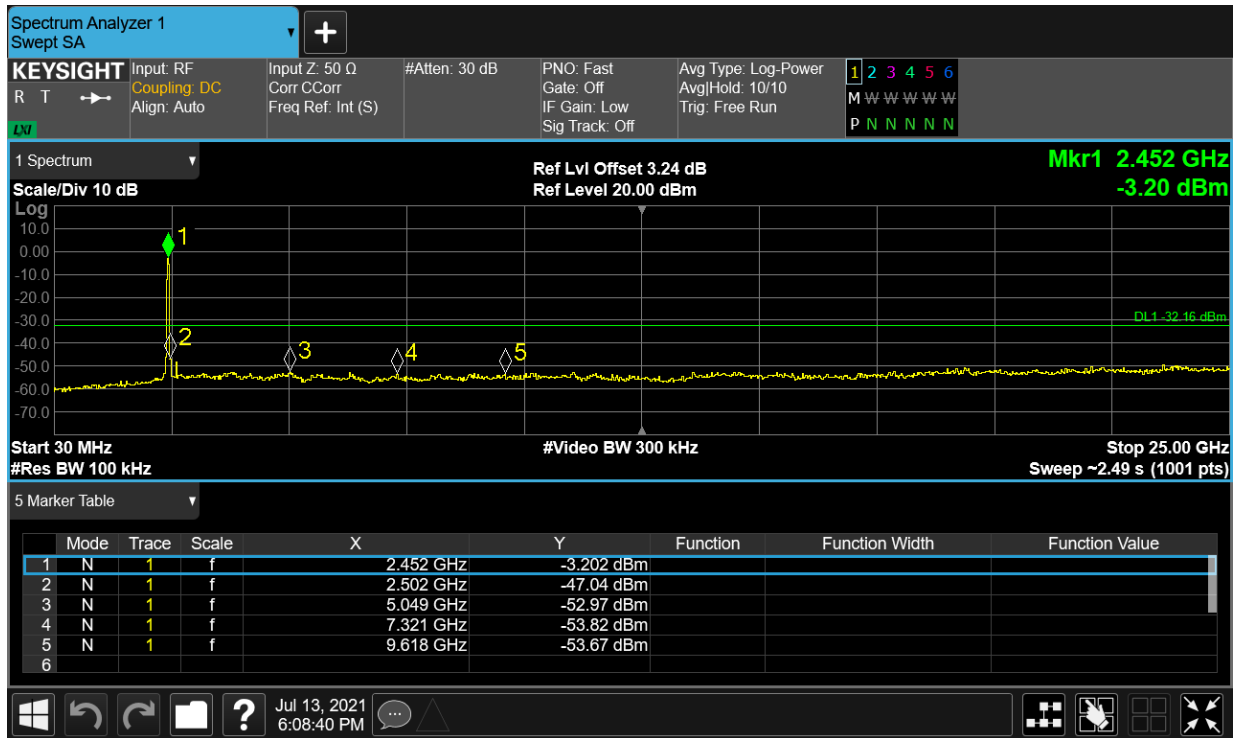 Spectrum Analyzer 1
Swept SA
KEYSIGHT
R T
LXI
Input: RF
Coupling: DC
Align: Auto
Input Z: 50 Ω
Corr CCorr
Freq Ref: Int (S)
#Atten: 30 dB
PNO: Fast
Gate: Off
IF Gain: Low
Sig Track: Off
Avg Type: Log-Power
Avg|Hold: 10/10
Trig: Free Run
1 2 3 4 5 6
M W W W W W
P N N N N N
1 Spectrum
Scale/Div 10 dB
Log
Ref Lvl Offset 3.24 dB
Ref Level 20.00 dBm
Mkr1 2.452 GHz
-3.20 dBm
10.0
0.00
-10.0
-20.0
-30.0
-40.0
-50.0
-60.0
-70.0
1
2
3
4
5
DL1 -32.16 dBm
Start 30 MHz
#Res BW 100 kHz
#Video BW 300 kHz
Stop 25.00 GHz
Sweep ~2.49 s (1001 pts)
5 Marker Table
Mode Trace Scale X Y Function Function Width Function Value
1 N 1 f 2.452 GHz -3.202 dBm
2 N 1 f 2.502 GHz -47.04 dBm
3 N 1 f 5.049 GHz -52.97 dBm
4 N 1 f 7.321 GHz -53.82 dBm
5 N 1 f 9.618 GHz -53.67 dBm
6
?
Jul 13, 2021
6:08:40 PM